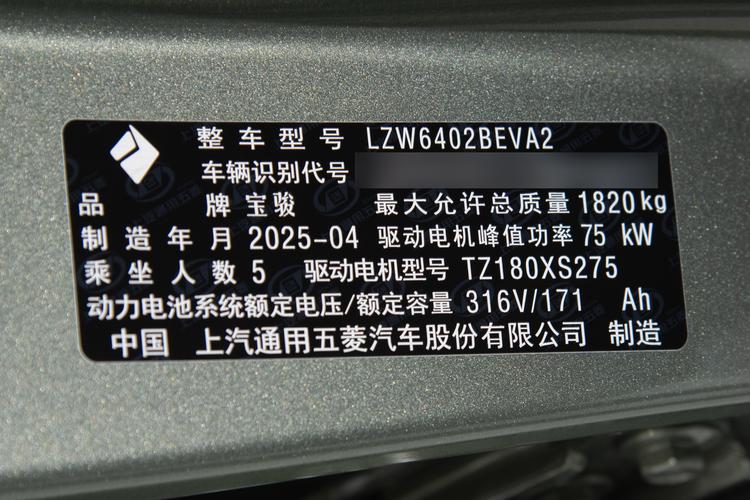 整车型号 LZW6402BEVA2
车辆识别代号
品牌 宝骏 最大允许总质量 1820 kg
制造年月 2025-04 驱动电机峰值功率 75 kW
乘坐人数 5 驱动电机型号 TZ180XS275
动力电池系统额定电压/额定容量 316V/171 Ah
中国 上汽通用五菱汽车股份有限公司 制造